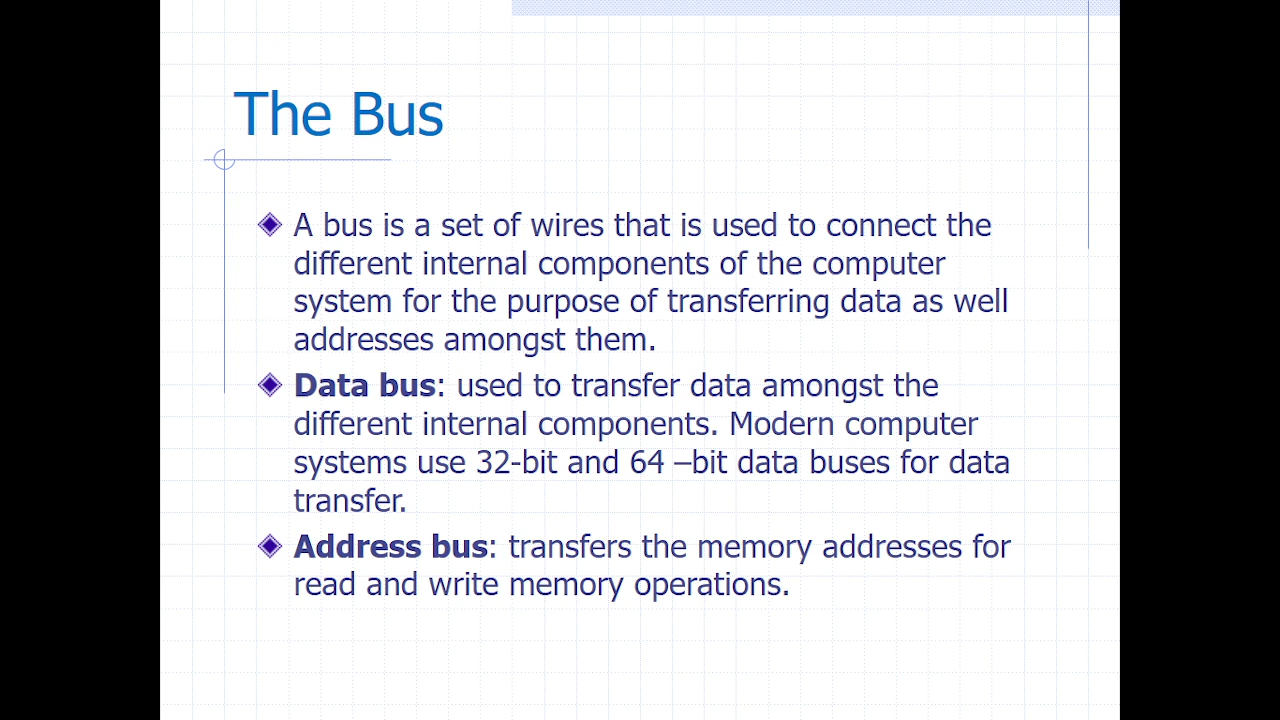 The Bus
A bus is a set of wires that is used to connect the
different internal components of the computer
system for the purpose of transferring data as well
addresses amongst them.
Data bus: used to transfer data amongst the
different internal components. Modern computer
systems use 32-bit and 64 –bit data buses for data
transfer.
Address bus: transfers the memory addresses for
read and write memory operations.